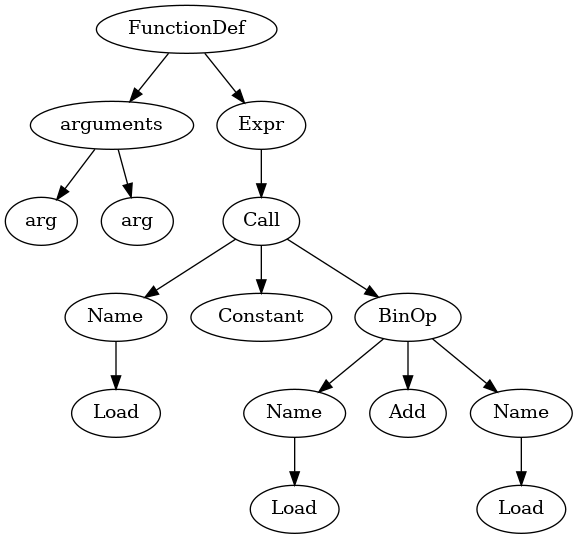 FunctionDef
arguments
Expr
arg
arg
Call
Name
Constant
BinOp
Load
Name
Add
Name
Load
Load